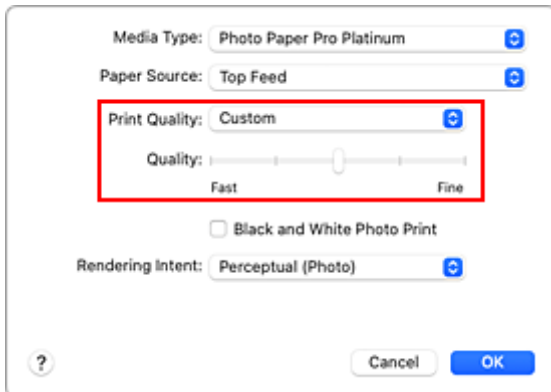 Media Type: Photo Paper Pro Platinum
Paper Source: Top Feed
Print Quality: Custom
Quality:
Fast Fine
Black and White Photo Print
Rendering Intent: Perceptual (Photo)
? Cancel OK